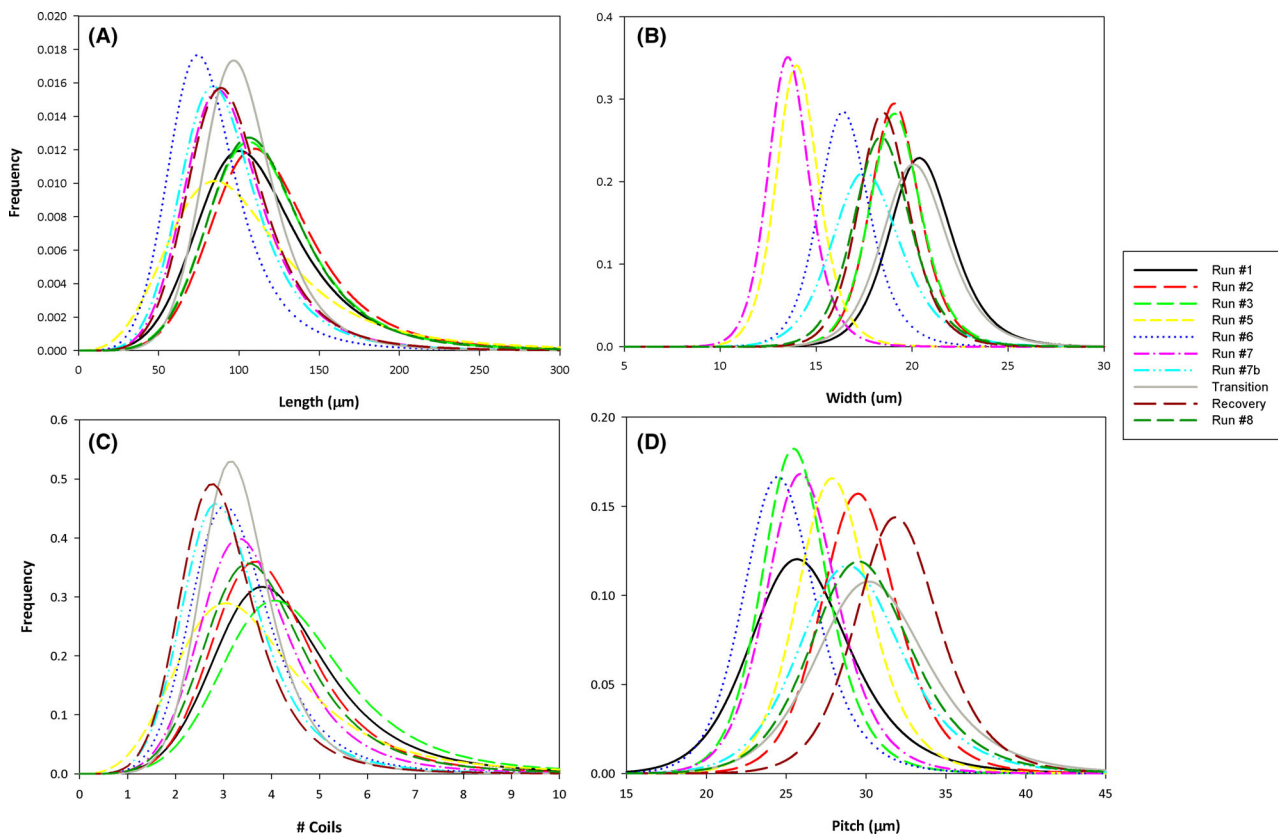 (A)
Frequency
0.020
0.018
0.016
0.014
0.012
0.010
0.008
0.006
0.004
0.002
0.000
0 50 100 150 200 250 300
Length (μm)
(B)
0.4
0.3
0.2
0.1
0.0
5 10 15 20 25 30
Width (um)
(C)
Frequency
0.6
0.5
0.4
0.3
0.2
0.1
0.0
0 1 2 3 4 5 6 7 8 9 10
# Coils
(D)
0.20
0.15
0.10
0.05
0.00
15 20 25 30 35 40 45
Pitch (μm)
Run #1
Run #2
Run #3
Run #5
Run #6
Run #7
Run #7b
Transition
Recovery
Run #8